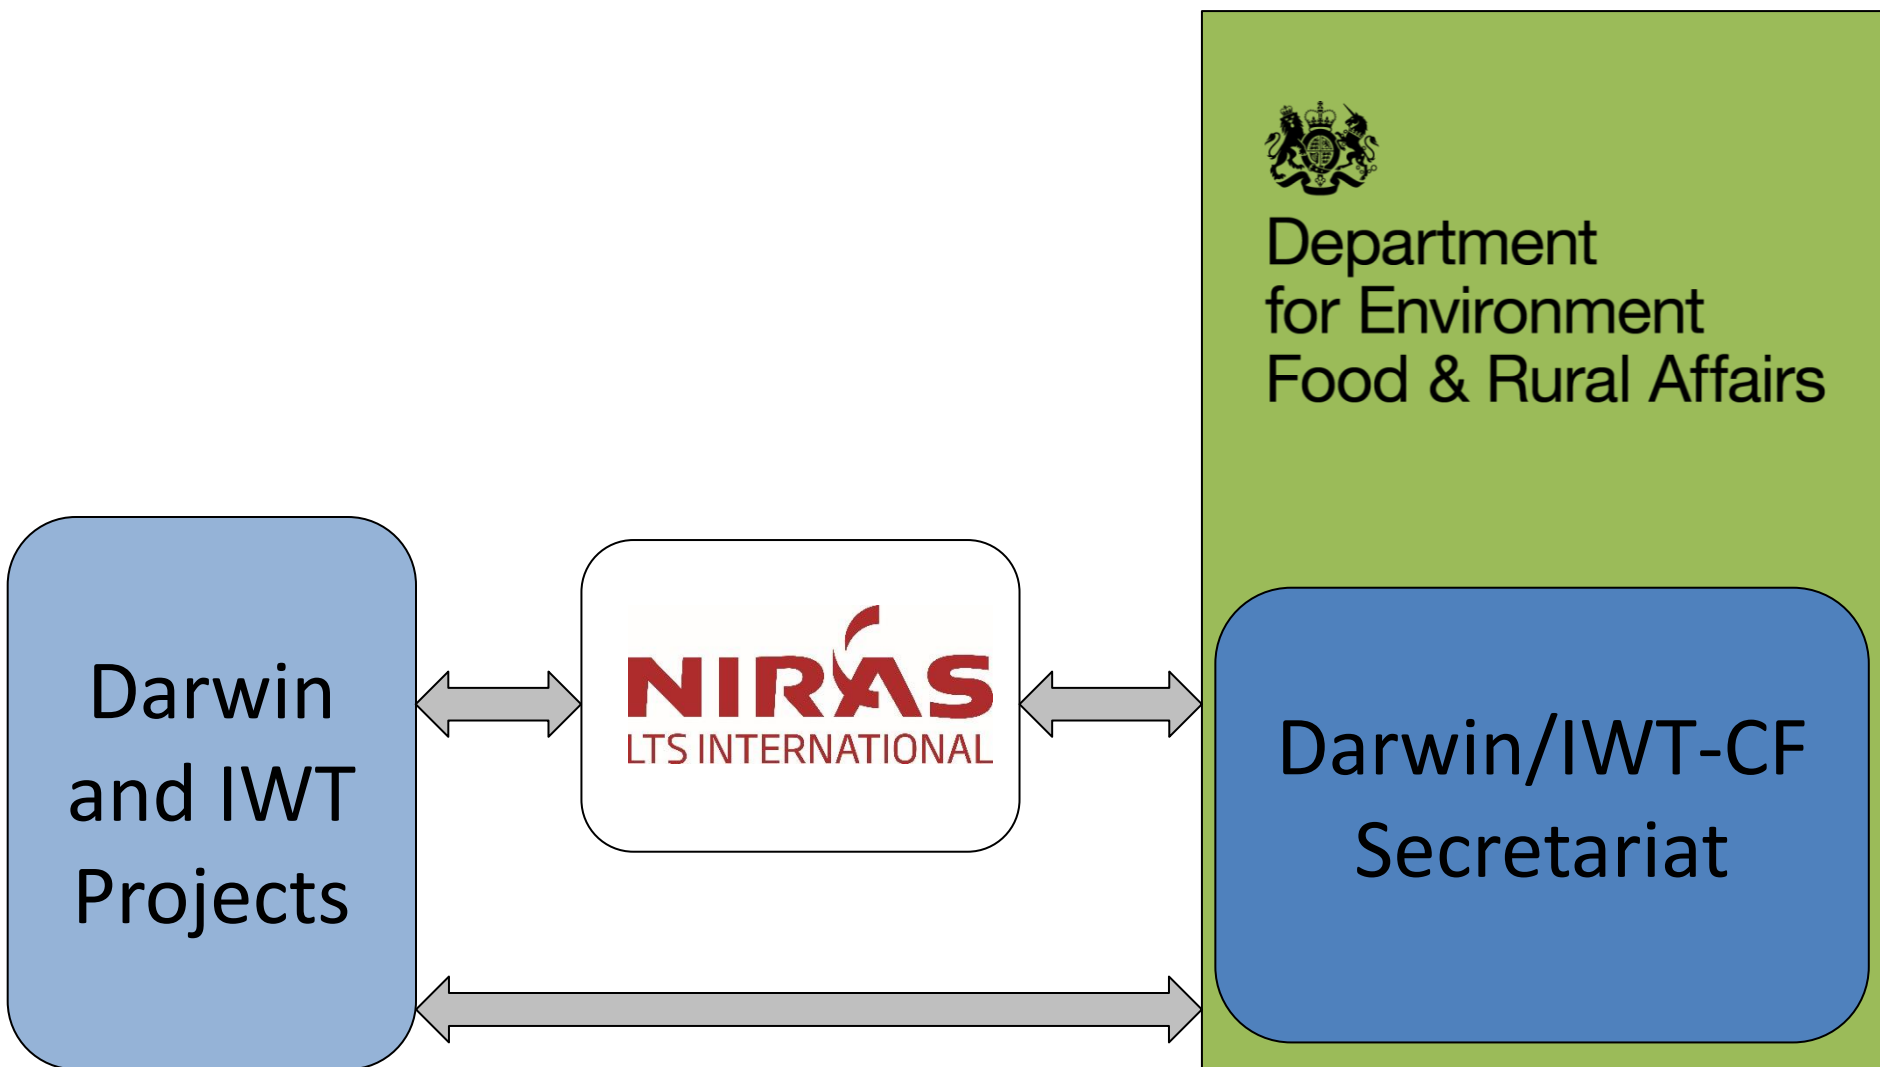 Department
for Environment
Food & Rural Affairs
Darwin
and IWT
Projects
NIRAS
LTS INTERNATIONAL
Darwin/IWT-CF
Secretariat